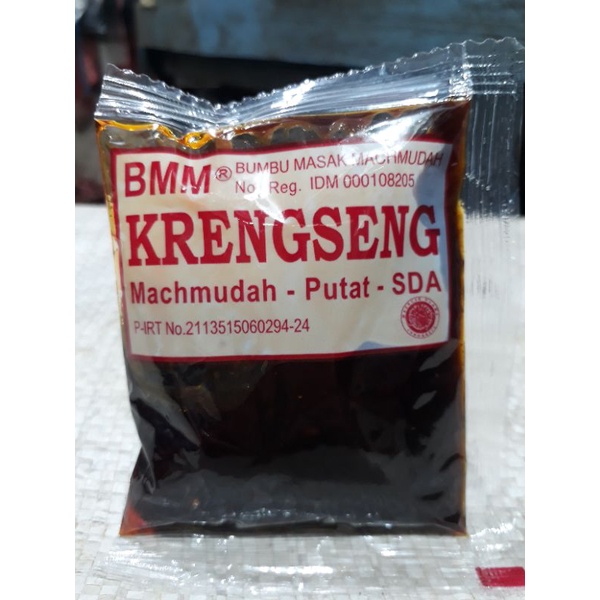 BMM® BUMBU MASAK MACHMUDAH
No. Reg. IDM 000108205
KRENGSENG
Machmudah - Putat - SDA
P-IRT No.2113515060294-24